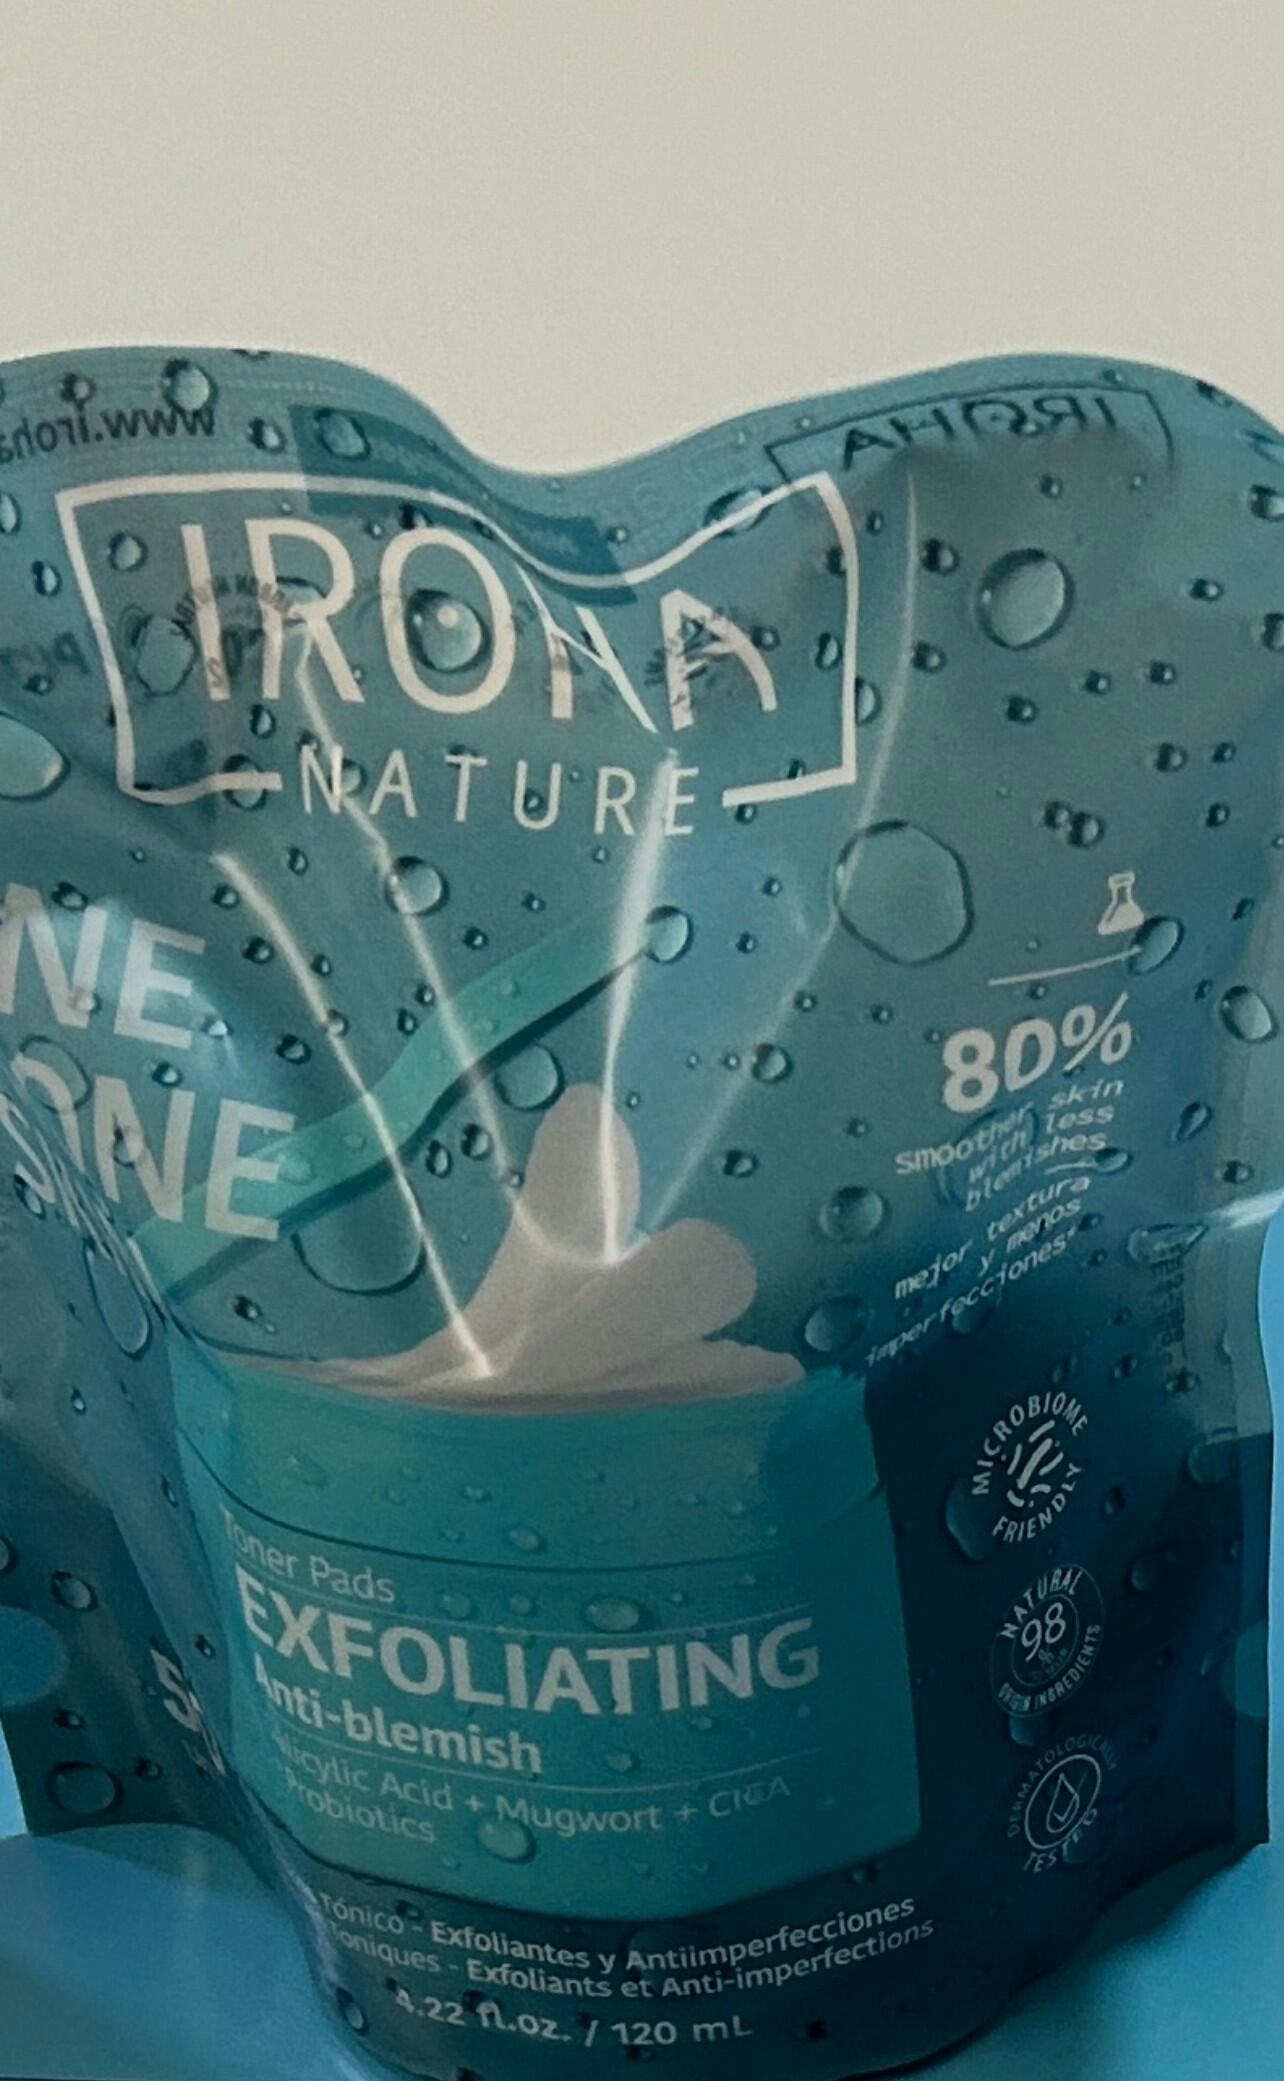 www.iroha
IROHA
IROHA
NATURE
80%
smoother skin
with less
blemishes
mejor textura
y menos
imperfecciones*
MICROBIOME
FRIENDLY
NATURAL
98
%
ORIGIN INGREDIENTS
DERMATOLOGICALLY
TESTED
Toner Pads
EXFOLIATING
Anti-blemish
Salicylic Acid + Mugwort + CICA
Probiotics
Tónico - Exfoliantes y Antiimperfecciones
Toniques - Exfoliants et Anti-imperfections
4.22 fl.oz. / 120 mL